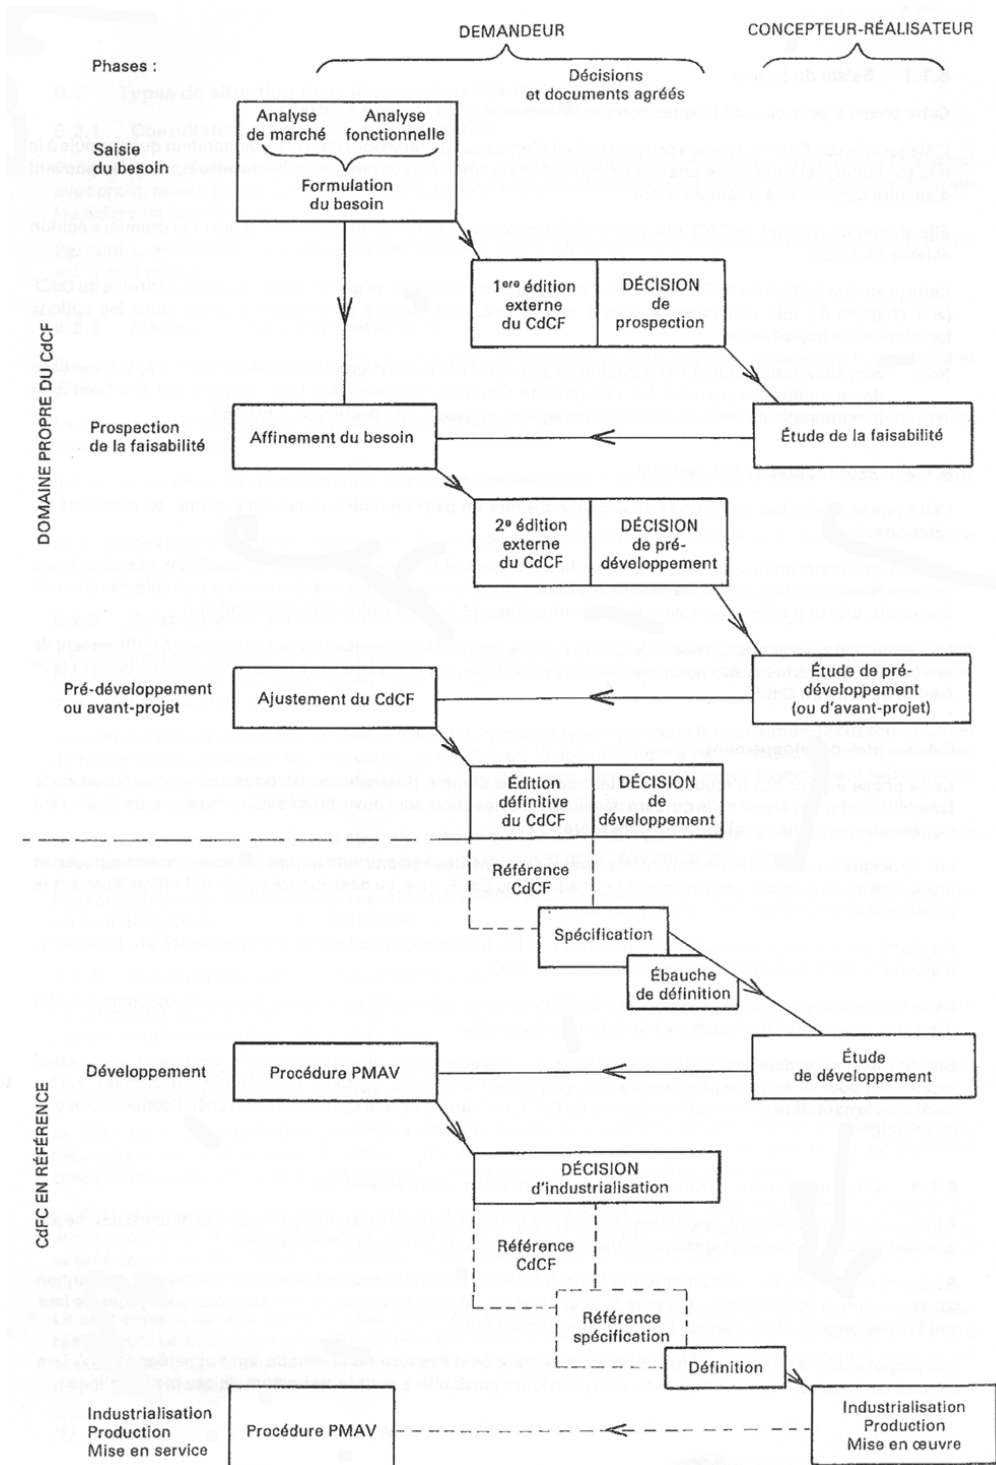 DEMANDEUR
CONCEPTEUR-RÉALISATEUR
Phases :
Décisions
et documents agréés
Saisie
du besoin
Analyse
de marché
Analyse
fonctionnelle
Formulation
du besoin
1ere édition
externe
du CdCF
DÉCISION
de
prospection
DOMAINE PROPRE DU CdCF
Prospection
de la faisabilité
Affinement du besoin
Étude de la faisabilité
2e édition
externe
du CdCF
DÉCISION
de pré-
développement
Pré-développement
ou avant-projet
Ajustement du CdCF
Étude de pré-
développement
(ou d'avant-projet)
Édition
définitive
du CdCF
DÉCISION
de
développement
Référence
CdCF
Spécification
Ébauche
de définition
CdFC EN RÉFÉRENCE
Développement
Procédure PMAV
Étude
de développement
DÉCISION
d'industrialisation
Référence
CdCF
Référence
spécification
Définition
Industrialisation
Production
Mise en service
Procédure PMAV
Industrialisation
Production
Mise en œuvre